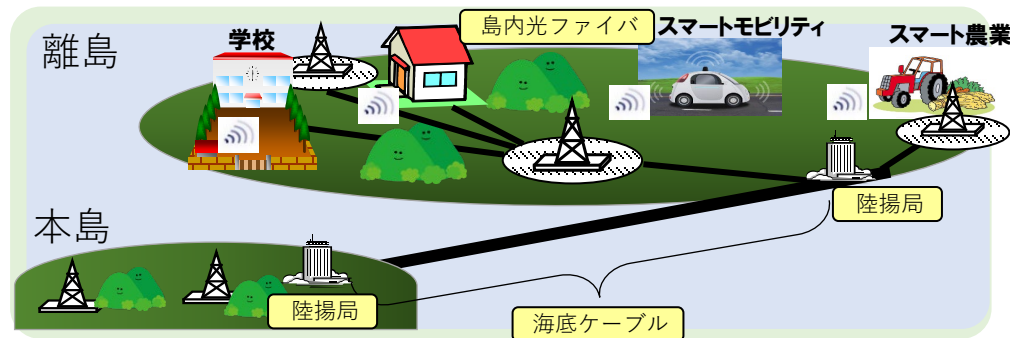 離島
学校
島内光ファイバ
スマートモビリティ
スマート農業
陸揚局
本島
陸揚局
海底ケーブル